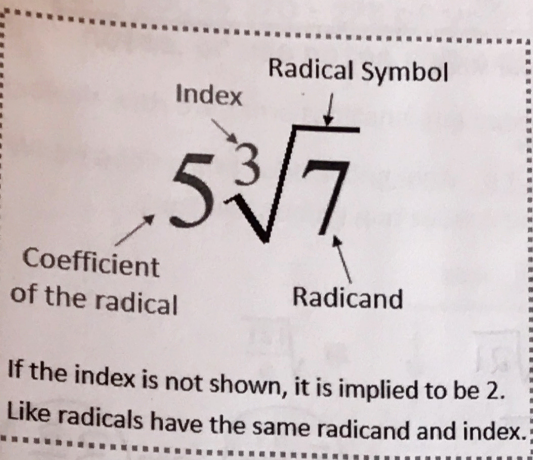 Radical Symbol
Index
5∛7
Coefficient
of the radical
Radicand
If the index is not shown, it is implied to be 2.
Like radicals have the same radicand and index.